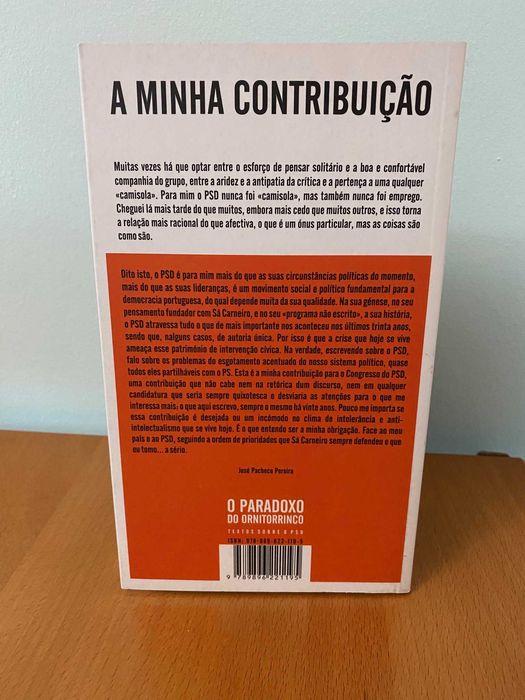 A MINHA CONTRIBUIÇÃO
Muitas vezes há que optar entre o esforço de pensar solitário e a boa e confortável
companhia do grupo, entre a aridez e a antipatia da crítica e a pertença a uma qualquer
«camisola». Para mim o PSD nunca foi «camisola», mas também nunca foi emprego.
Cheguei lá mais tarde do que muitos, embora mais cedo que muitos outros, e isso torna
a relação mais racional do que afectiva, o que é um ónus particular, mas as coisas são
como são.
Dito isto, o PSD é para mim mais do que as suas circunstâncias políticas do momento,
mais do que as suas lideranças, é um movimento social e político fundamental para a
democracia portuguesa, do qual depende muita da sua qualidade. Na sua génese, no seu
pensamento fundador com Sá Carneiro, e no seu «programa não escrito», a sua história,
o PSD atravessa tudo o que de mais importante nos aconteceu nos últimos trinta anos,
sendo que, nalguns casos, de autoria única. Por isso é que a crise que hoje se vive
ameaça esse património de intervenção cívica. Na verdade, escrevendo sobre o PSD,
falo sobre os problemas do esgotamento acentuado do nosso sistema político, quase
todos eles partilháveis com o PS. Esta é a minha contribuição para o Congresso do PSD,
uma contribuição que não cabe nem na retórica dum discurso, nem em qualquer
candidatura que seria sempre quixotesca e desviaria as atenções para o que me
interessa mais: o que aqui escrevo, sempre o mesmo há vinte anos. Pouco me importa se
essa contribuição é desejada ou um incómodo no clima de intolerância e anti-
intelectualismo que se vive hoje. É o que entendo ser a minha obrigação. Face ao meu
país e ao PSD, seguindo a ordem de prioridades que Sá Carneiro sempre defendeu e que
eu tomo... a sério.
José Pacheco Pereira
O PARADOXO
DO ORNITORRINCO
TEXTOS SOBRE O PSD
ISBN: 978-989-622-119-5
9 789896 221195